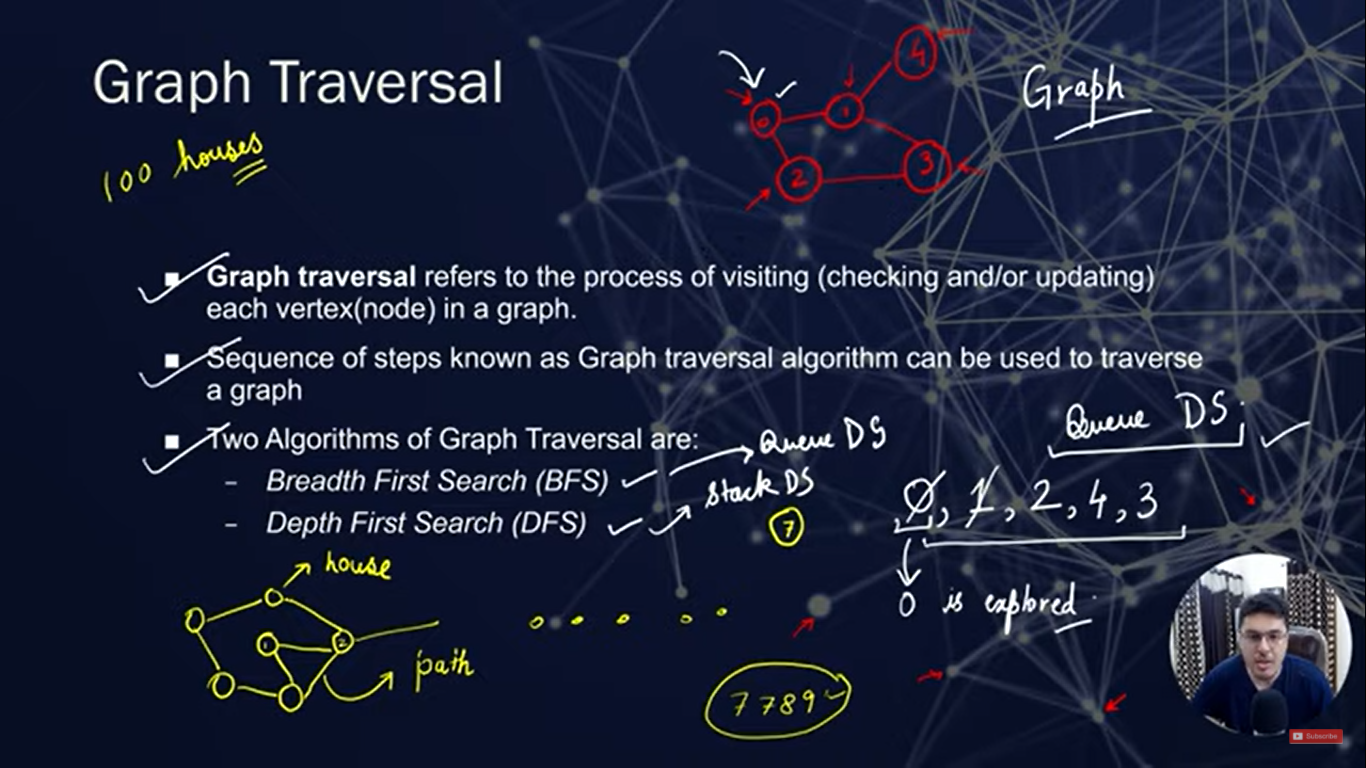 Graph Traversal
4
0
1
2
3
Graph
100 houses
■ Graph traversal refers to the process of visiting (checking and/or updating)
each vertex(node) in a graph.
■ Sequence of steps known as Graph traversal algorithm can be used to traverse
a graph
■ Two Algorithms of Graph Traversal are:
– Breadth First Search (BFS)
– Depth First Search (DFS)
Queue DS
Stack DS
7
Queue DS
0, 1, 2, 4, 3
0 is explored
house
1
2
path
7789
Subscribe